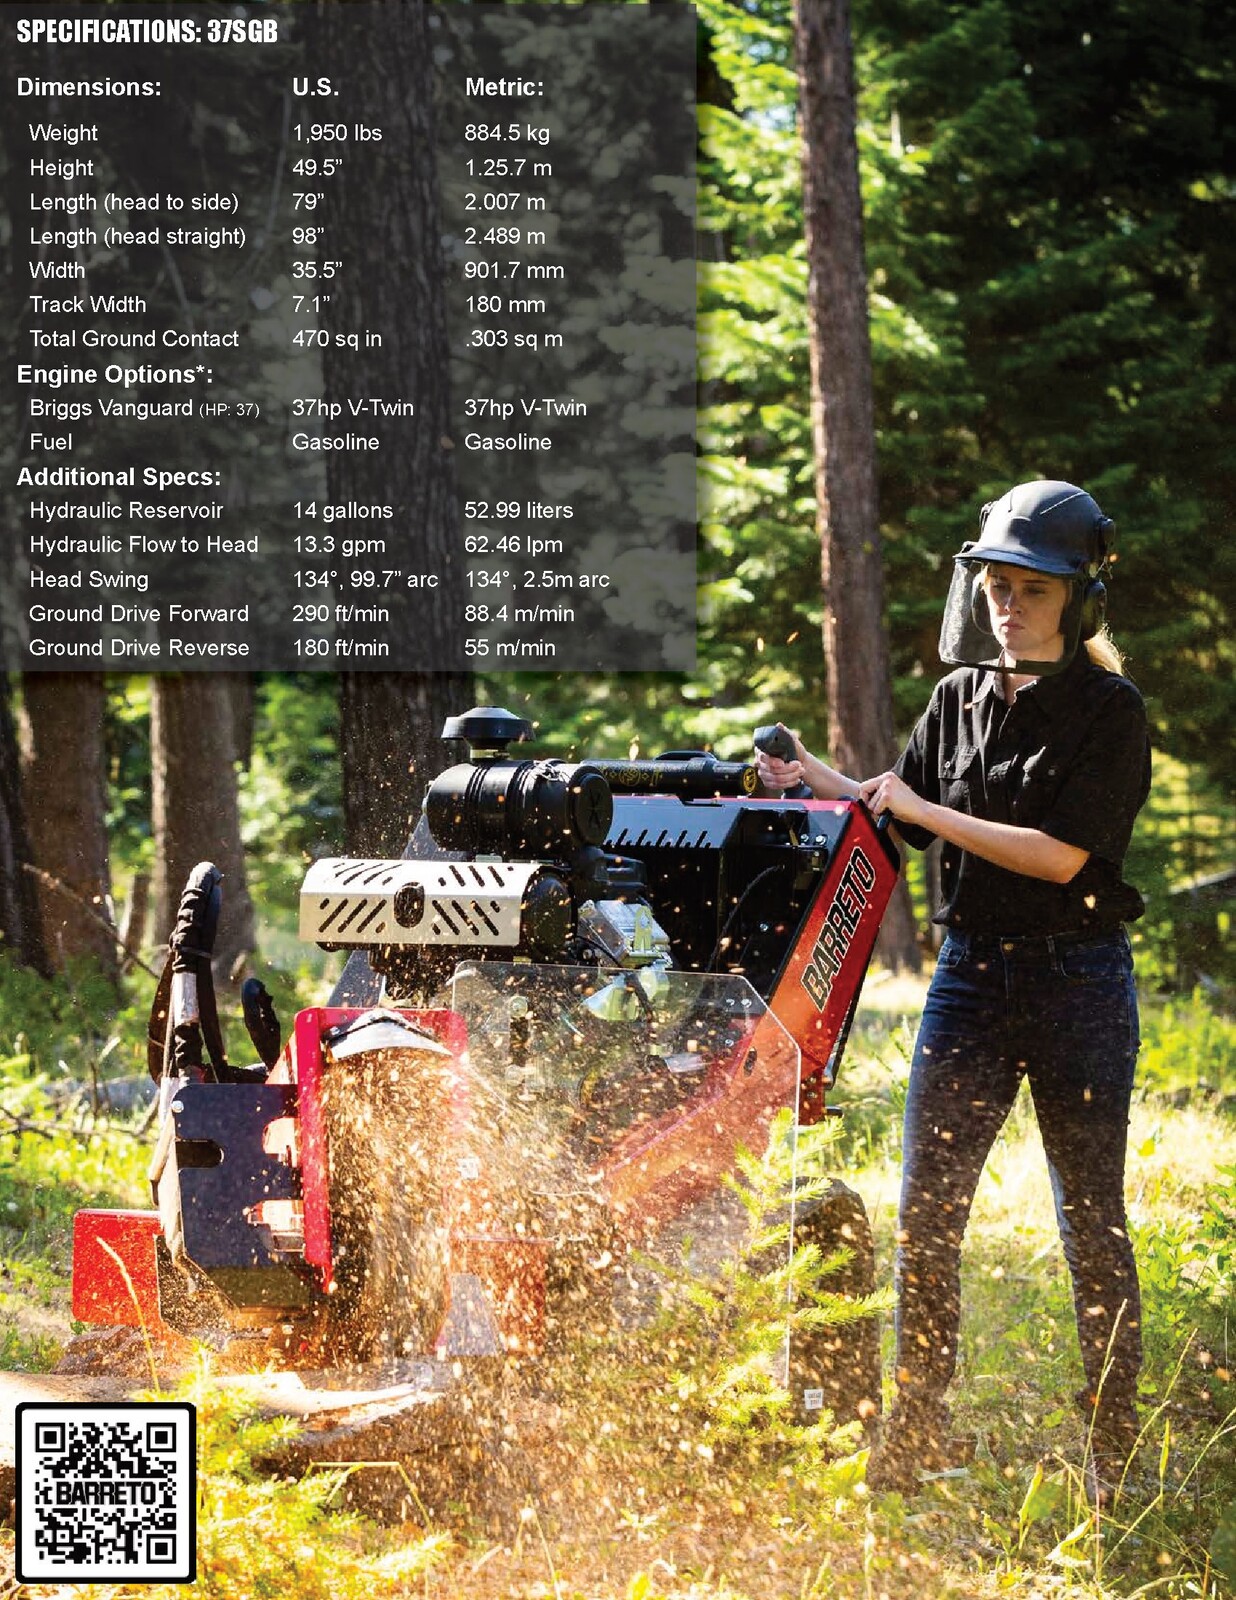 SPECIFICATIONS: 37SGB
Dimensions: U.S. Metric:
Weight 1,950 lbs 884.5 kg
Height 49.5” 1.25.7 m
Length (head to side) 79” 2.007 m
Length (head straight) 98” 2.489 m
Width 35.5” 901.7 mm
Track Width 7.1” 180 mm
Total Ground Contact 470 sq in .303 sq m
Engine Options*:
Briggs Vanguard (HP: 37) 37hp V-Twin 37hp V-Twin
Fuel Gasoline Gasoline
Additional Specs:
Hydraulic Reservoir 14 gallons 52.99 liters
Hydraulic Flow to Head 13.3 gpm 62.46 lpm
Head Swing 134°, 99.7” arc 134°, 2.5m arc
Ground Drive Forward 290 ft/min 88.4 m/min
Ground Drive Reverse 180 ft/min 55 m/min
BARRETO
BARRETO